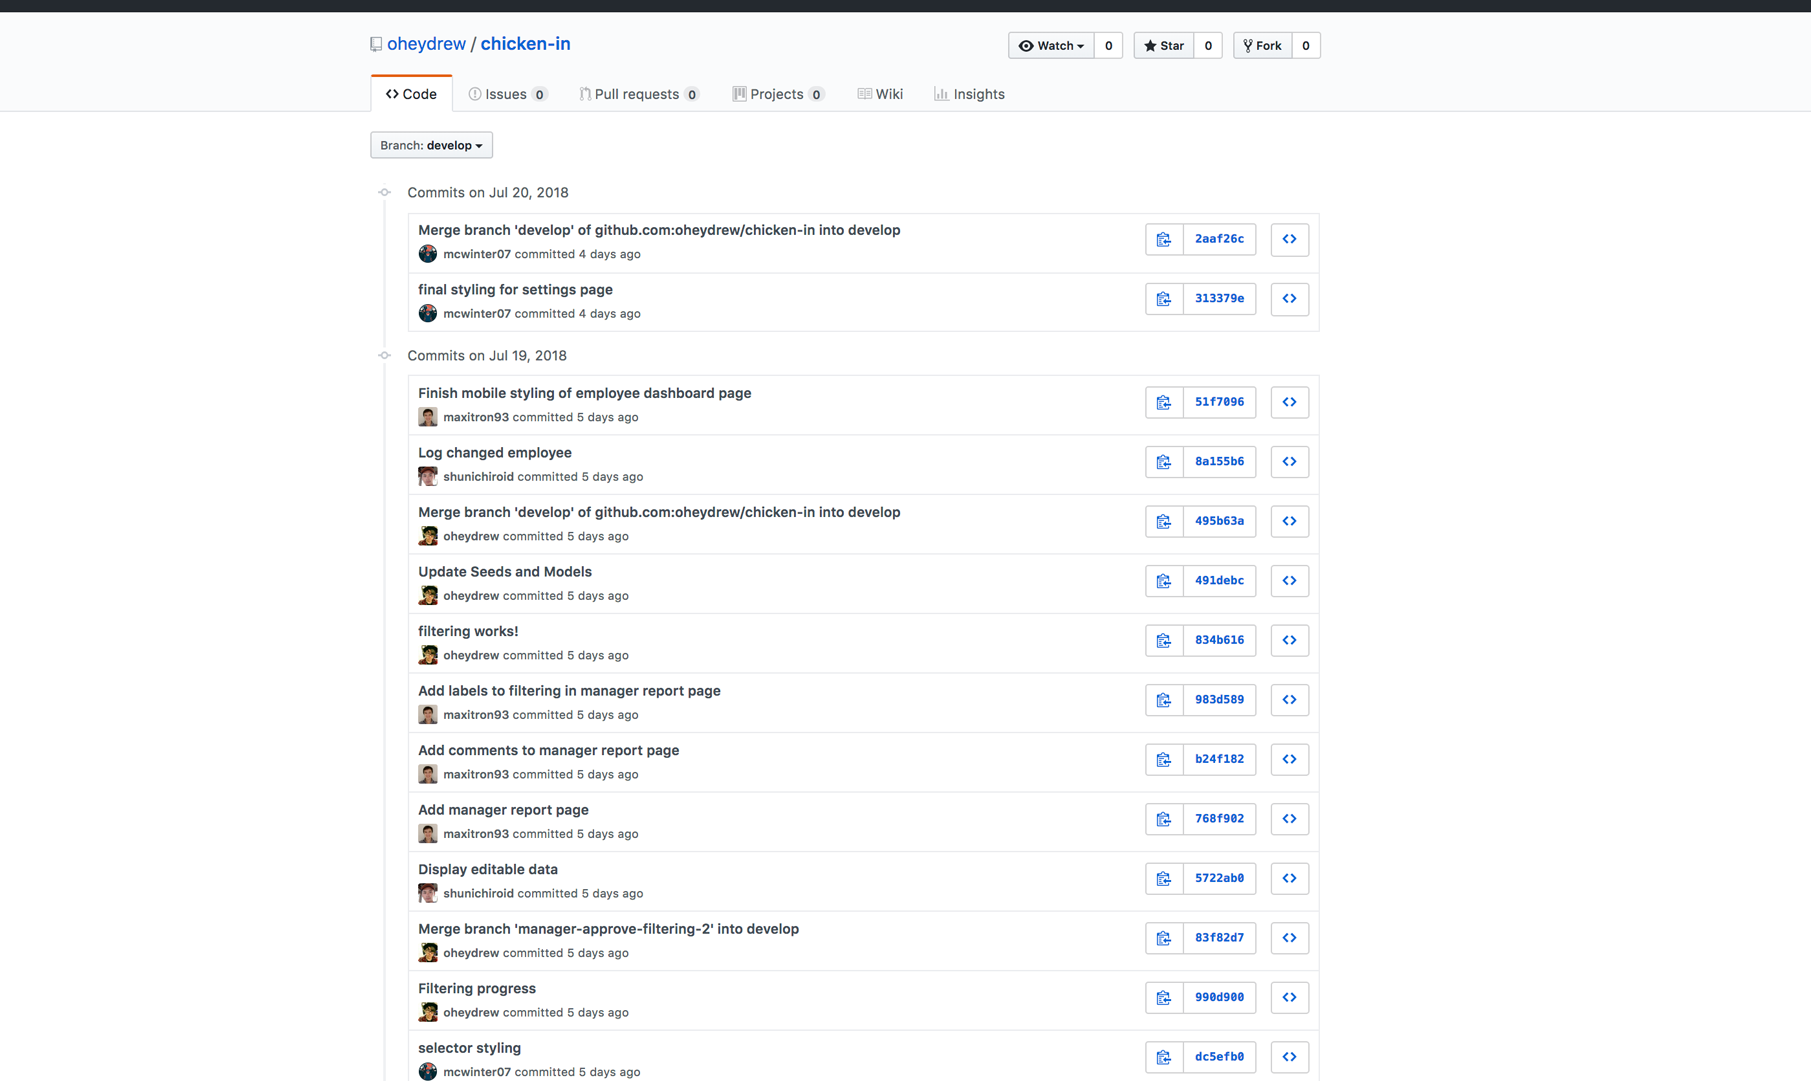 oheydrew / chicken-in
Watch 0 Star 0 Fork 0
Code Issues 0 Pull requests 0 Projects 0 Wiki Insights
Branch: develop
Commits on Jul 20, 2018
Merge branch 'develop' of github.com:oheydrew/chicken-in into develop
mcwinter07 committed 4 days ago
2aaf26c
final styling for settings page
mcwinter07 committed 4 days ago
313379e
Commits on Jul 19, 2018
Finish mobile styling of employee dashboard page
maxitron93 committed 5 days ago
51f7096
Log changed employee
shunichiroid committed 5 days ago
8a155b6
Merge branch 'develop' of github.com:oheydrew/chicken-in into develop
oheydrew committed 5 days ago
495b63a
Update Seeds and Models
oheydrew committed 5 days ago
491debc
filtering works!
oheydrew committed 5 days ago
834b616
Add labels to filtering in manager report page
maxitron93 committed 5 days ago
983d589
Add comments to manager report page
maxitron93 committed 5 days ago
b24f182
Add manager report page
maxitron93 committed 5 days ago
768f902
Display editable data
shunichiroid committed 5 days ago
5722ab0
Merge branch 'manager-approve-filtering-2' into develop
oheydrew committed 5 days ago
83f82d7
Filtering progress
oheydrew committed 5 days ago
990d900
selector styling
mcwinter07 committed 5 days ago
dc5efb0